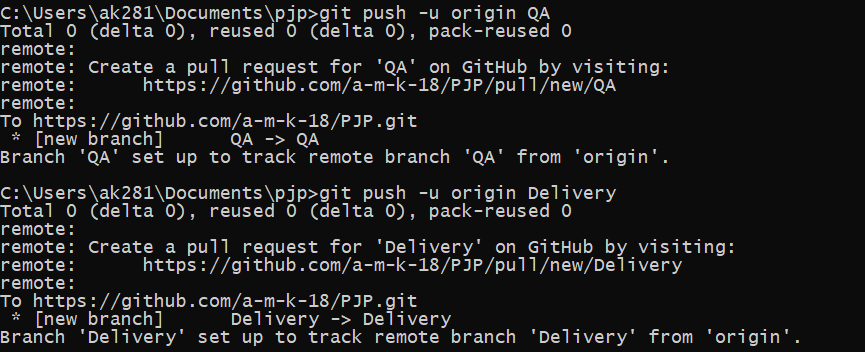 C:\Users\ak281\Documents\pjp>git push -u origin QA
Total 0 (delta 0), reused 0 (delta 0), pack-reused 0
remote:
remote: Create a pull request for 'QA' on GitHub by visiting:
remote:      https://github.com/a-m-k-18/PJP/pull/new/QA
remote:
To https://github.com/a-m-k-18/PJP.git
 * [new branch]      QA -> QA
Branch 'QA' set up to track remote branch 'QA' from 'origin'.
C:\Users\ak281\Documents\pjp>git push -u origin Delivery
Total 0 (delta 0), reused 0 (delta 0), pack-reused 0
remote:
remote: Create a pull request for 'Delivery' on GitHub by visiting:
remote:      https://github.com/a-m-k-18/PJP/pull/new/Delivery
remote:
To https://github.com/a-m-k-18/PJP.git
 * [new branch]      Delivery -> Delivery
Branch 'Delivery' set up to track remote branch 'Delivery' from 'origin'.